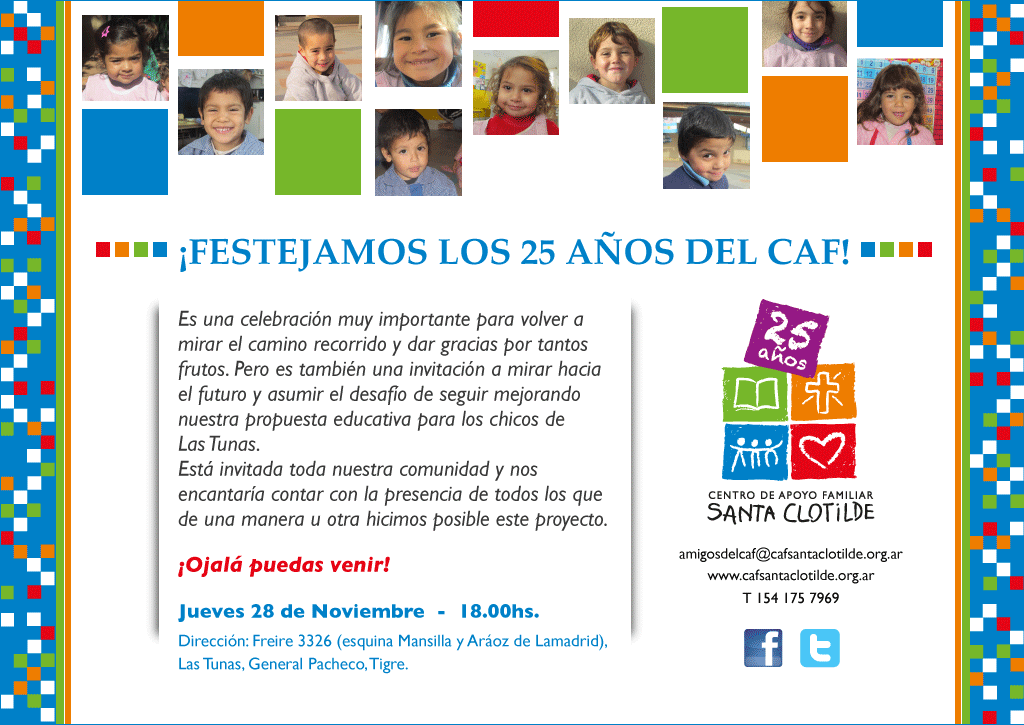 ¡FESTEJAMOS LOS 25 AÑOS DEL CAF!
Es una celebración muy importante para volver a
mirar el camino recorrido y dar gracias por tantos
frutos. Pero es también una invitación a mirar hacia
el futuro y asumir el desafío de seguir mejorando
nuestra propuesta educativa para los chicos de
Las Tunas.
Está invitada toda nuestra comunidad y nos
encantaría contar con la presencia de todos los que
de una manera u otra hicimos posible este proyecto.
¡Ojalá puedas venir!
Jueves 28 de Noviembre - 18.00hs.
Dirección: Freire 3326 (esquina Mansilla y Aráoz de Lamadrid),
Las Tunas, General Pacheco, Tigre.
25
años
CENTRO DE APOYO FAMILIAR
SANTA CLOTILDE
amigosdelcaf@cafsantaclotilde.org.ar
www.cafsantaclotilde.org.ar
T 154 175 7969
f
t